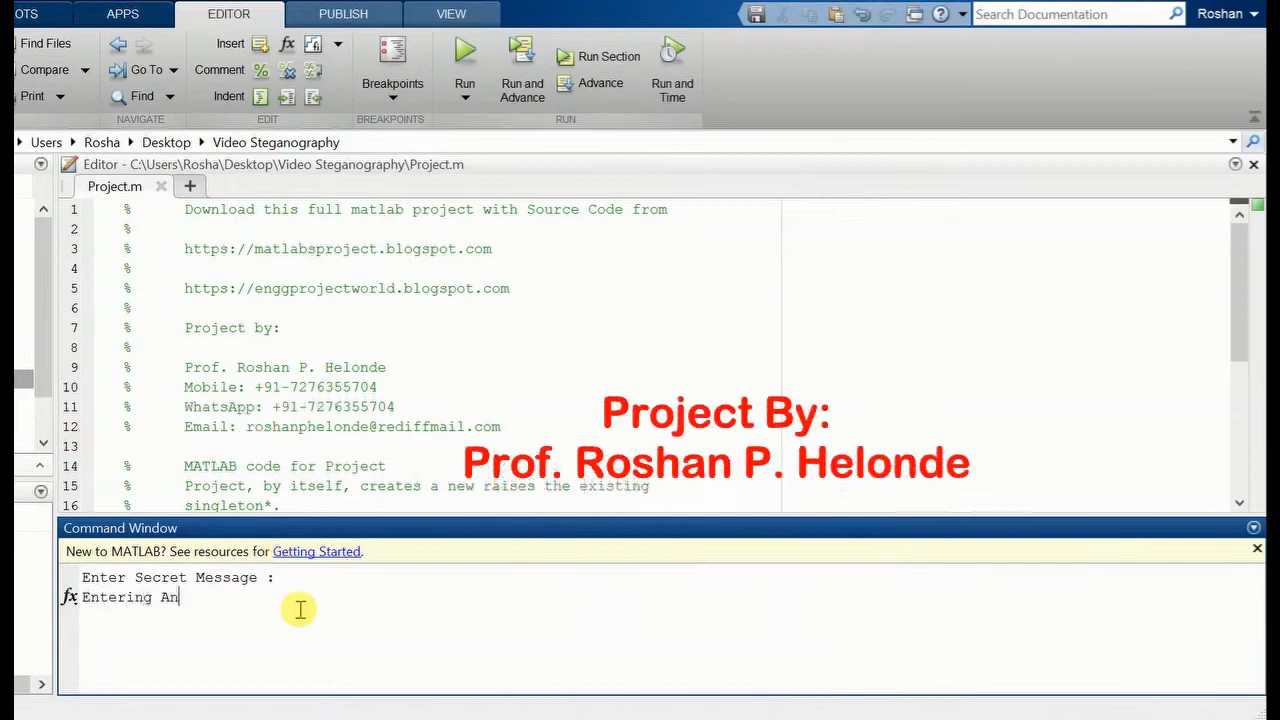 OTS APPS EDITOR PUBLISH VIEW Search Documentation Roshan
Find Files Insert fx
Compare Go To Comment Breakpoints Run Run and Advance Run Section Advance Run and Time
Print Find Indent
NAVIGATE EDIT BREAKPOINTS RUN
Users Rosha Desktop Video Steganography
Editor - C:\Users\Rosha\Desktop\Video Steganography\Project.m
Project.m
1 % Download this full matlab project with Source Code from
2 %
3 % https://matlabsproject.blogspot.com
4 %
5 % https://enggprojectworld.blogspot.com
6 %
7 % Project by:
8 %
9 % Prof. Roshan P. Helonde
10 % Mobile: +91-7276355704
11 % WhatsApp: +91-7276355704
12 % Email: roshanphelonde@rediffmail.com
13
14 % MATLAB code for Project
15 % Project, by itself, creates a new raises the existing
16 % singleton*.
Project By:
Prof. Roshan P. Helonde
Command Window
New to MATLAB? See resources for Getting Started.
Enter Secret Message :
fx Entering An